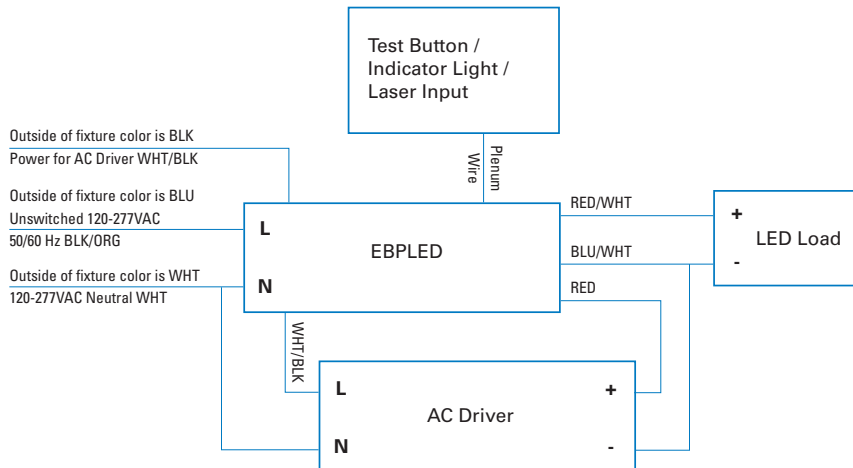 Test Button /
Indicator Light /
Laser Input
Plenum
Wire
Outside of fixture color is BLK
Power for AC Driver WHT/BLK
Outside of fixture color is BLU
Unswitched 120-277VAC
50/60 Hz BLK/ORG
Outside of fixture color is WHT
120-277VAC Neutral WHT
L
N
EBPLED
RED/WHT
BLU/WHT
RED
+
-
LED Load
WHT/BLK
L
N
AC Driver
+
-